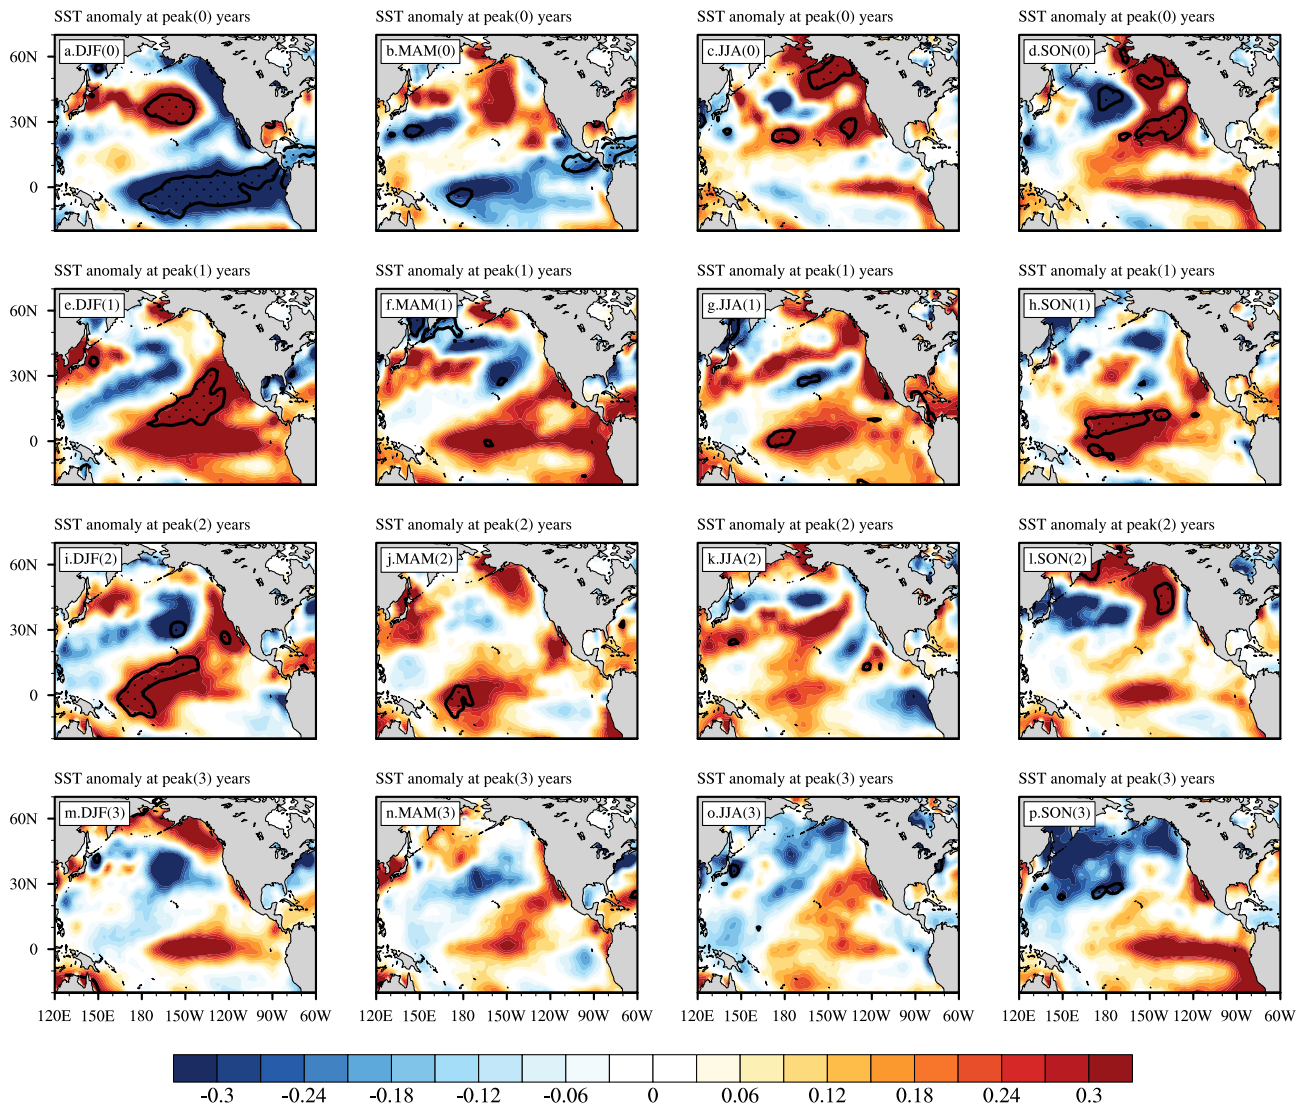 SST anomaly at peak(0) years SST anomaly at peak(0) years SST anomaly at peak(0) years SST anomaly at peak(0) years
60N a.DJF(0) b.MAM(0) c.JJA(0) d.SON(0)
30N
0
SST anomaly at peak(1) years SST anomaly at peak(1) years SST anomaly at peak(1) years SST anomaly at peak(1) years
60N e.DJF(1) f.MAM(1) g.JJA(1) h.SON(1)
30N
0
SST anomaly at peak(2) years SST anomaly at peak(2) years SST anomaly at peak(2) years SST anomaly at peak(2) years
60N i.DJF(2) j.MAM(2) k.JJA(2) l.SON(2)
30N
0
SST anomaly at peak(3) years SST anomaly at peak(3) years SST anomaly at peak(3) years SST anomaly at peak(3) years
60N m.DJF(3) n.MAM(3) o.JJA(3) p.SON(3)
30N
0
120E 150E 180 150W 120W 90W 60W 120E 150E 180 150W 120W 90W 60W 120E 150E 180 150W 120W 90W 60W 120E 150E 180 150W 120W 90W 60W
-0.3 -0.24 -0.18 -0.12 -0.06 0 0.06 0.12 0.18 0.24 0.3